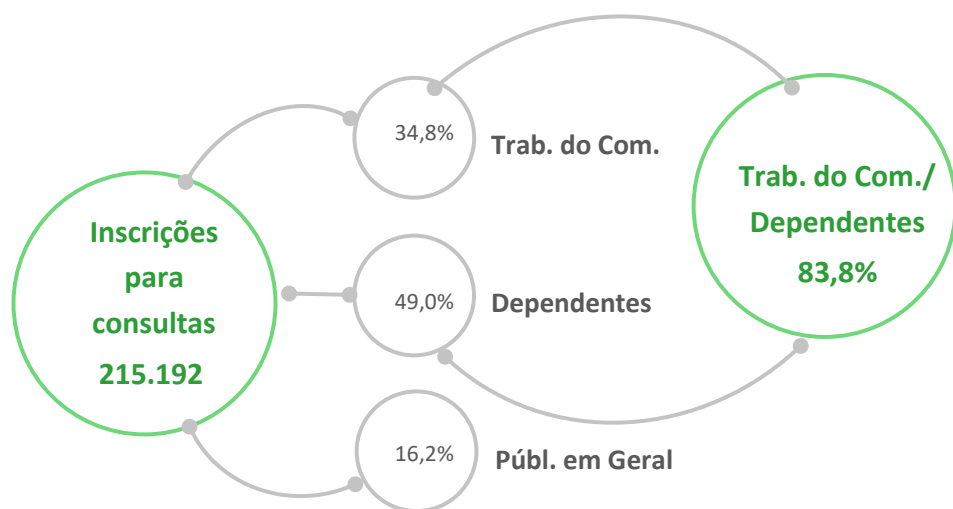 Inscrições
para
consultas
215.192
34,8%
Trab. do Com.
49,0%
Dependentes
16,2%
Públ. em Geral
Trab. do Com./
Dependentes
83,8%